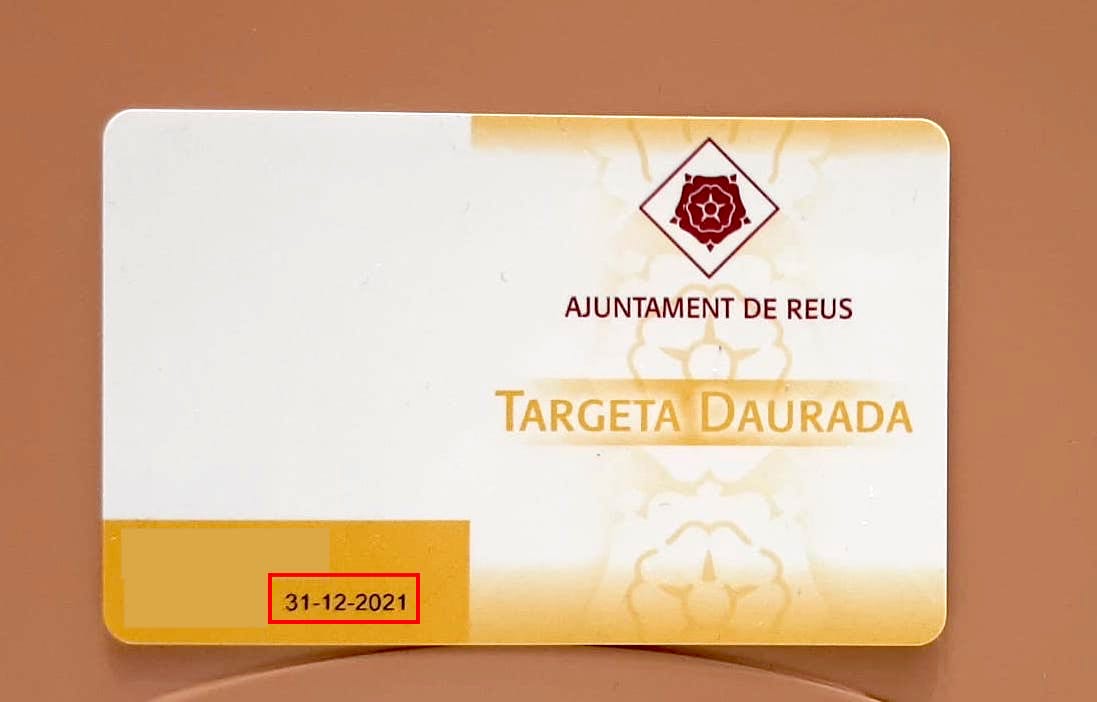 AJUNTAMENT DE REUS
TARGETA DAURADA
31-12-2021